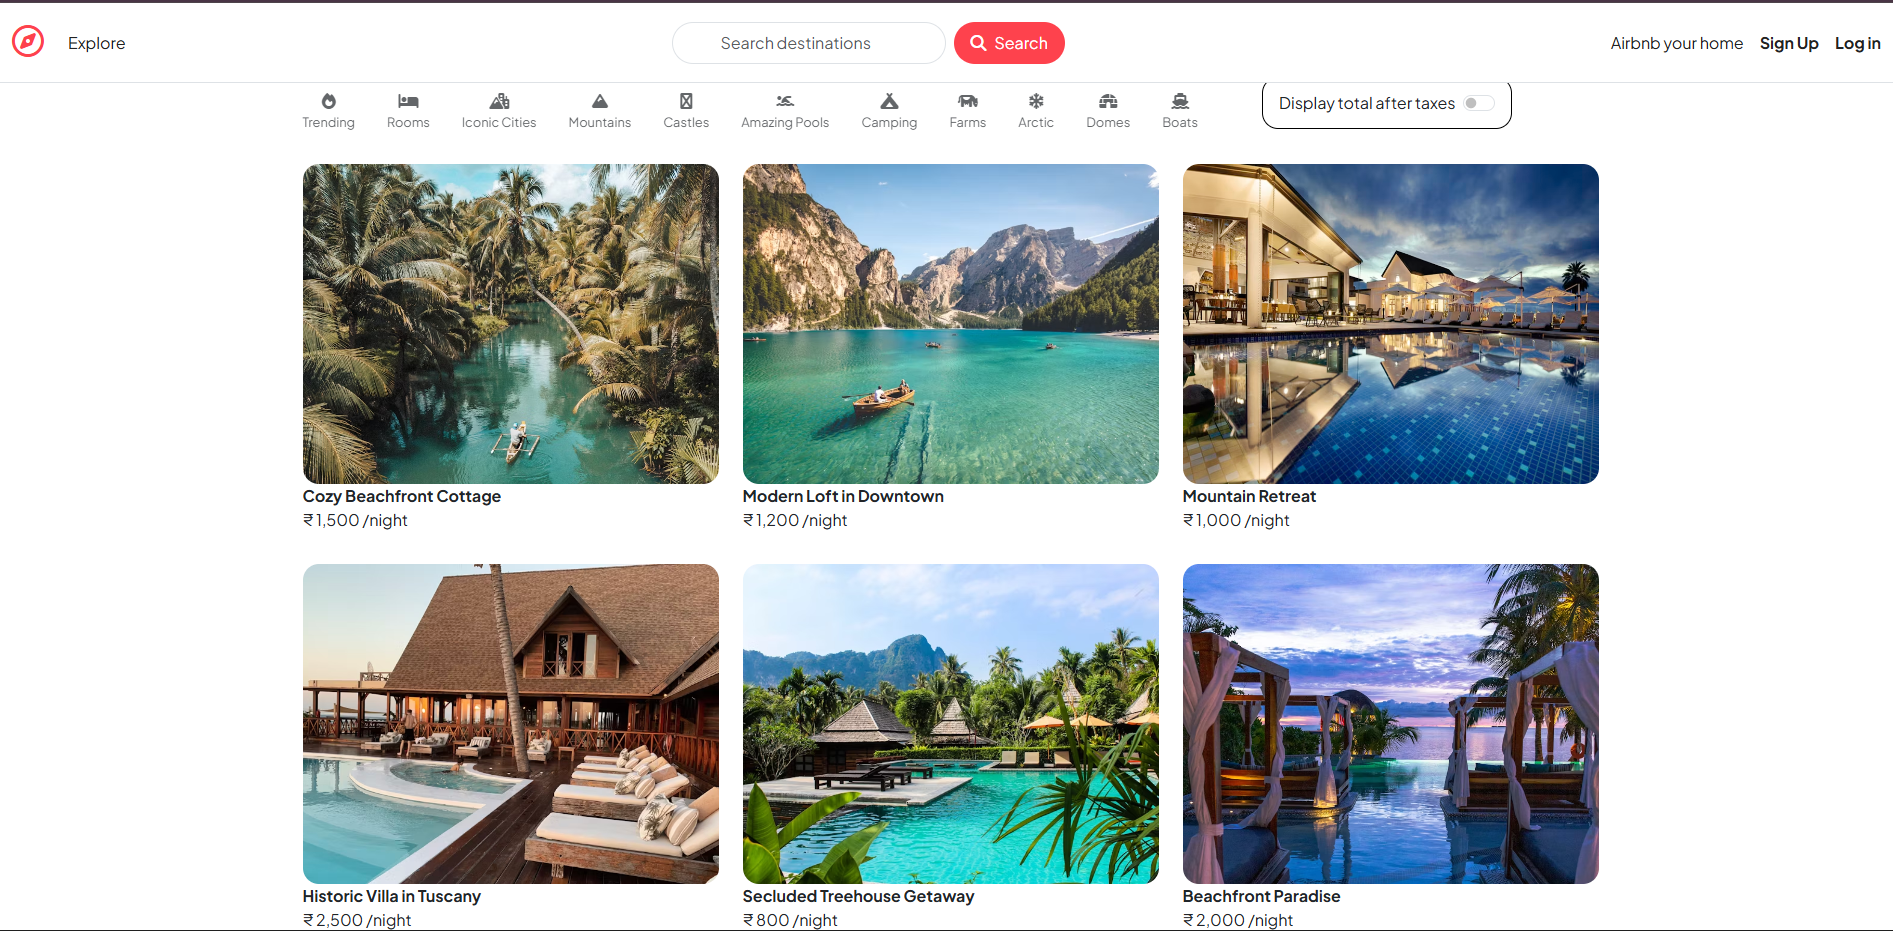 Explore
Search destinations
Search
Airbnb your home
Sign Up
Log in
Trending
Rooms
Iconic Cities
Mountains
Castles
Amazing Pools
Camping
Farms
Arctic
Domes
Boats
Display total after taxes
Cozy Beachfront Cottage
₹1,500 /night
Modern Loft in Downtown
₹1,200 /night
Mountain Retreat
₹1,000 /night
Historic Villa in Tuscany
₹2,500 /night
Secluded Treehouse Getaway
₹800 /night
Beachfront Paradise
₹2,000 /night